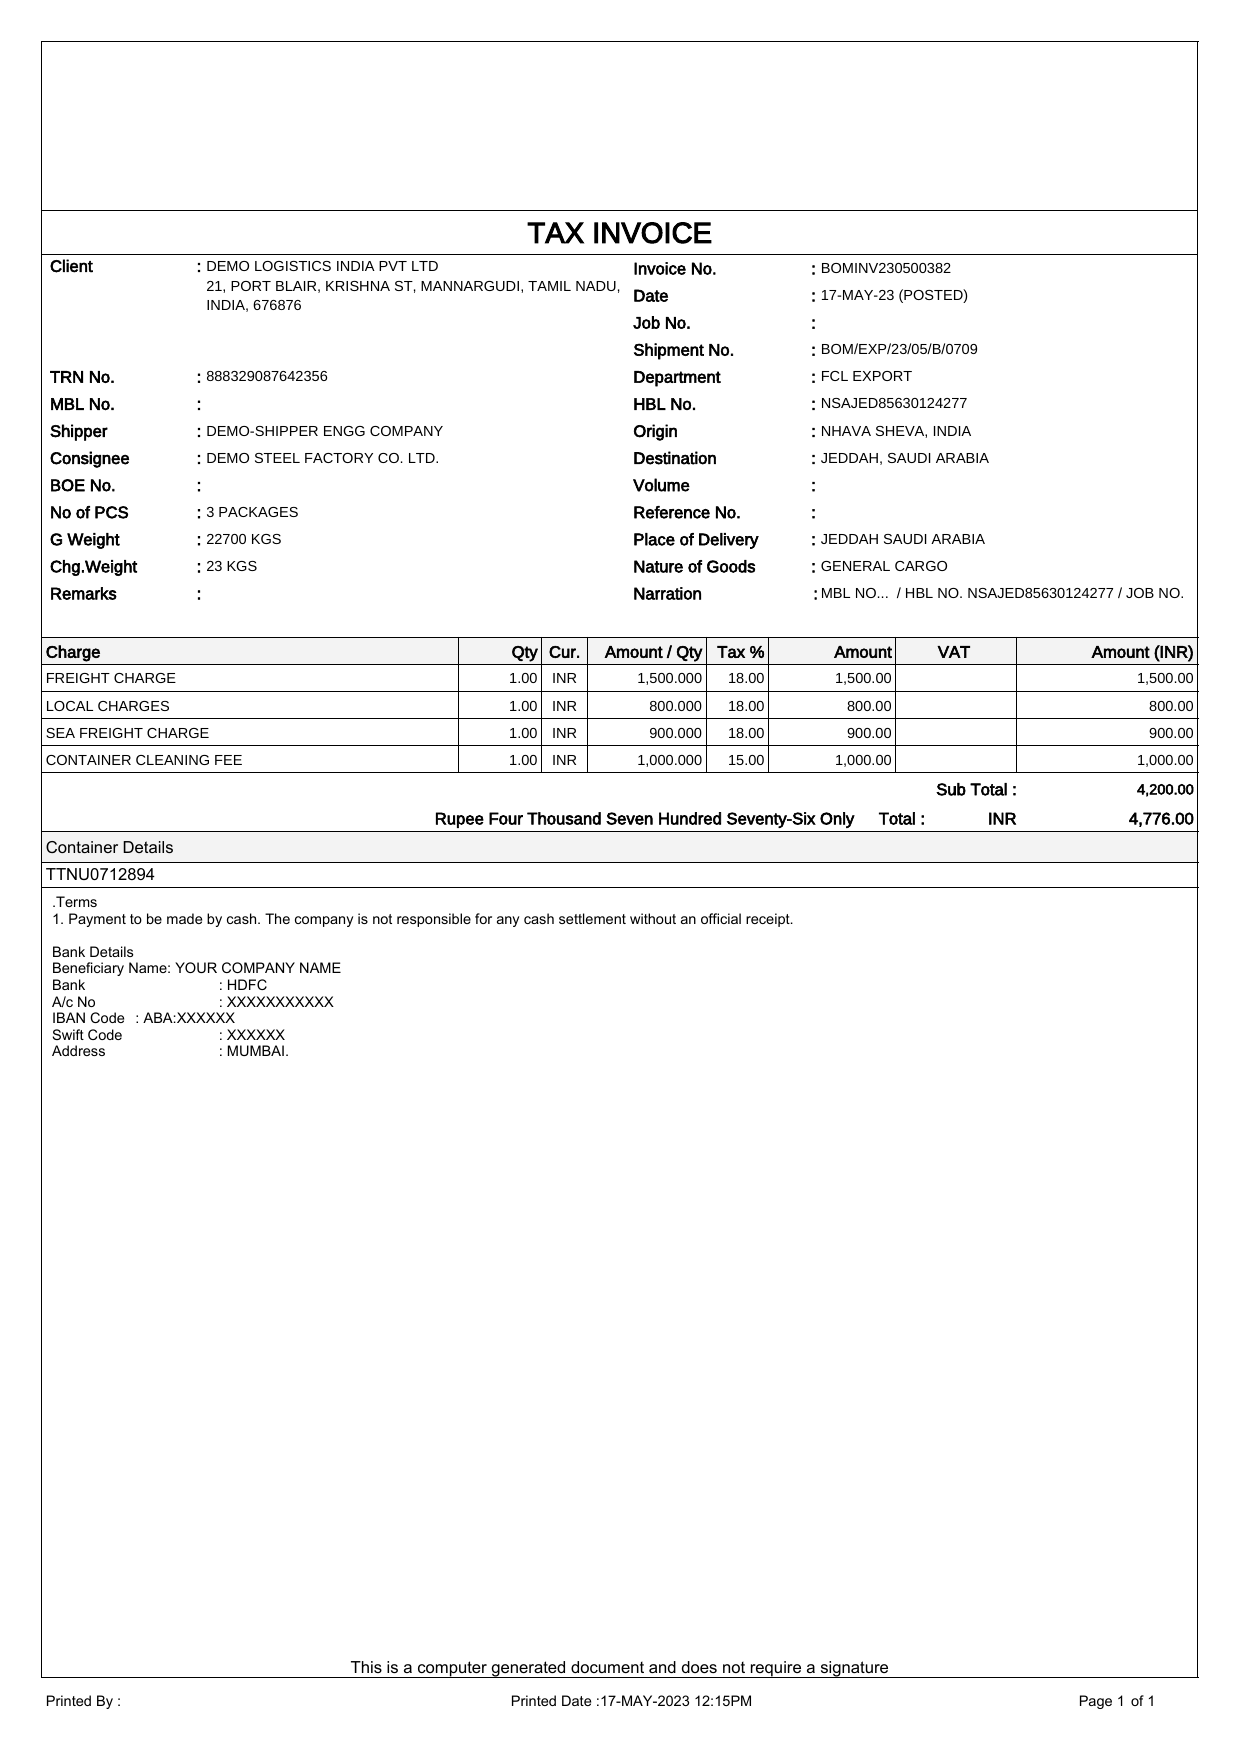 TAX INVOICE
Client : DEMO LOGISTICS INDIA PVT LTD
21, PORT BLAIR, KRISHNA ST, MANNARGUDI, TAMIL NADU,
INDIA, 676876
Invoice No. : BOMINV230500382
Date : 17-MAY-23 (POSTED)
Job No. :
Shipment No. : BOM/EXP/23/05/B/0709
TRN No. : 888329087642356
Department : FCL EXPORT
MBL No. :
HBL No. : NSAJED85630124277
Shipper : DEMO-SHIPPER ENGG COMPANY
Origin : NHAVA SHEVA, INDIA
Consignee : DEMO STEEL FACTORY CO. LTD.
Destination : JEDDAH, SAUDI ARABIA
BOE No. :
Volume :
No of PCS : 3 PACKAGES
Reference No. :
G Weight : 22700 KGS
Place of Delivery : JEDDAH SAUDI ARABIA
Chg.Weight : 23 KGS
Nature of Goods : GENERAL CARGO
Remarks :
Narration : MBL NO... / HBL NO. NSAJED85630124277 / JOB NO.
Charge Qty Cur. Amount / Qty Tax % Amount VAT Amount (INR)
FREIGHT CHARGE 1.00 INR 1,500.000 18.00 1,500.00 1,500.00
LOCAL CHARGES 1.00 INR 800.000 18.00 800.00 800.00
SEA FREIGHT CHARGE 1.00 INR 900.000 18.00 900.00 900.00
CONTAINER CLEANING FEE 1.00 INR 1,000.000 15.00 1,000.00 1,000.00
Sub Total : 4,200.00
Rupee Four Thousand Seven Hundred Seventy-Six Only Total : INR 4,776.00
Container Details
TTNU0712894
.Terms
1. Payment to be made by cash. The company is not responsible for any cash settlement without an official receipt.
Bank Details
Beneficiary Name: YOUR COMPANY NAME
Bank : HDFC
A/c No : XXXXXXXXXXX
IBAN Code : ABA:XXXXXX
Swift Code : XXXXXX
Address : MUMBAI.
This is a computer generated document and does not require a signature
Printed By : Printed Date :17-MAY-2023 12:15PM Page 1 of 1